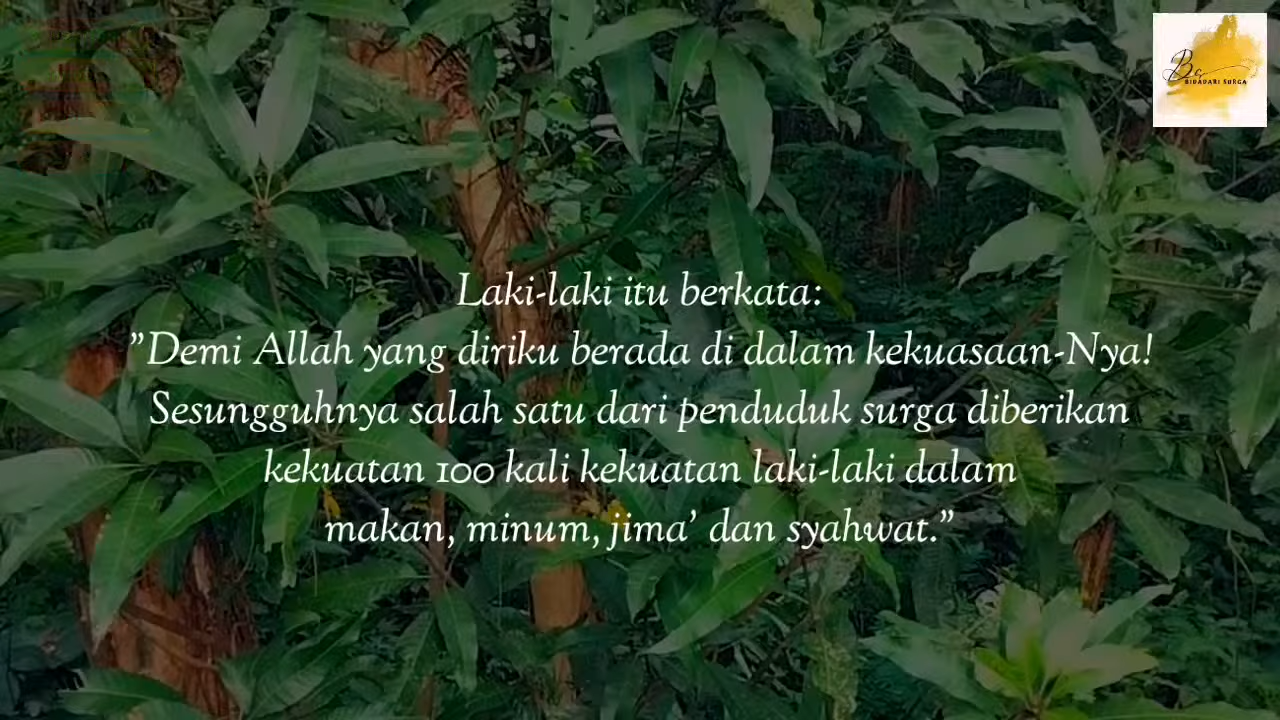 Bs
BIDADARI SURGA
Laki-laki itu berkata:
"Demi Allah yang diriku berada di dalam kekuasaan-Nya!
Sesungguhnya salah satu dari penduduk surga diberikan
kekuatan 100 kali kekuatan laki-laki dalam
makan, minum, jima' dan syahwat."